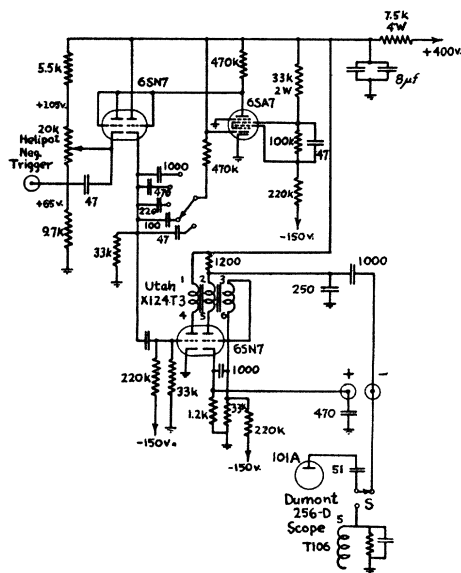 7.5k
4W
+400v.
5.5k
6SN7
470k
33k
2W
8µf
+205v.
6SA7
20k
Helipot
Neg.
Trigger
100k
47
1000
470
470k
220
47
+65v.
100
220k
9.7k
47
-150v.
33k
1200
1000
Utah
X124T3
1 2 3
250
4 5 6
6SN7
1000
+ -
220k
33k
1.2k
33k
220k
470
-150v.
-150v.
101A
51
S
Dumont
256-D
Scope
5
T106